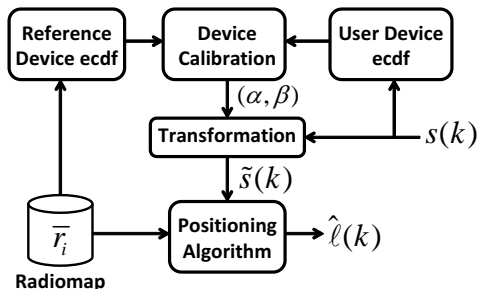 Reference
Device ecdf
Device
Calibration
User Device
ecdf
(α, β)
Transformation
s(k)
s̃(k)
r̅ᵢ
Positioning
Algorithm
ℓ̂(k)
Radiomap